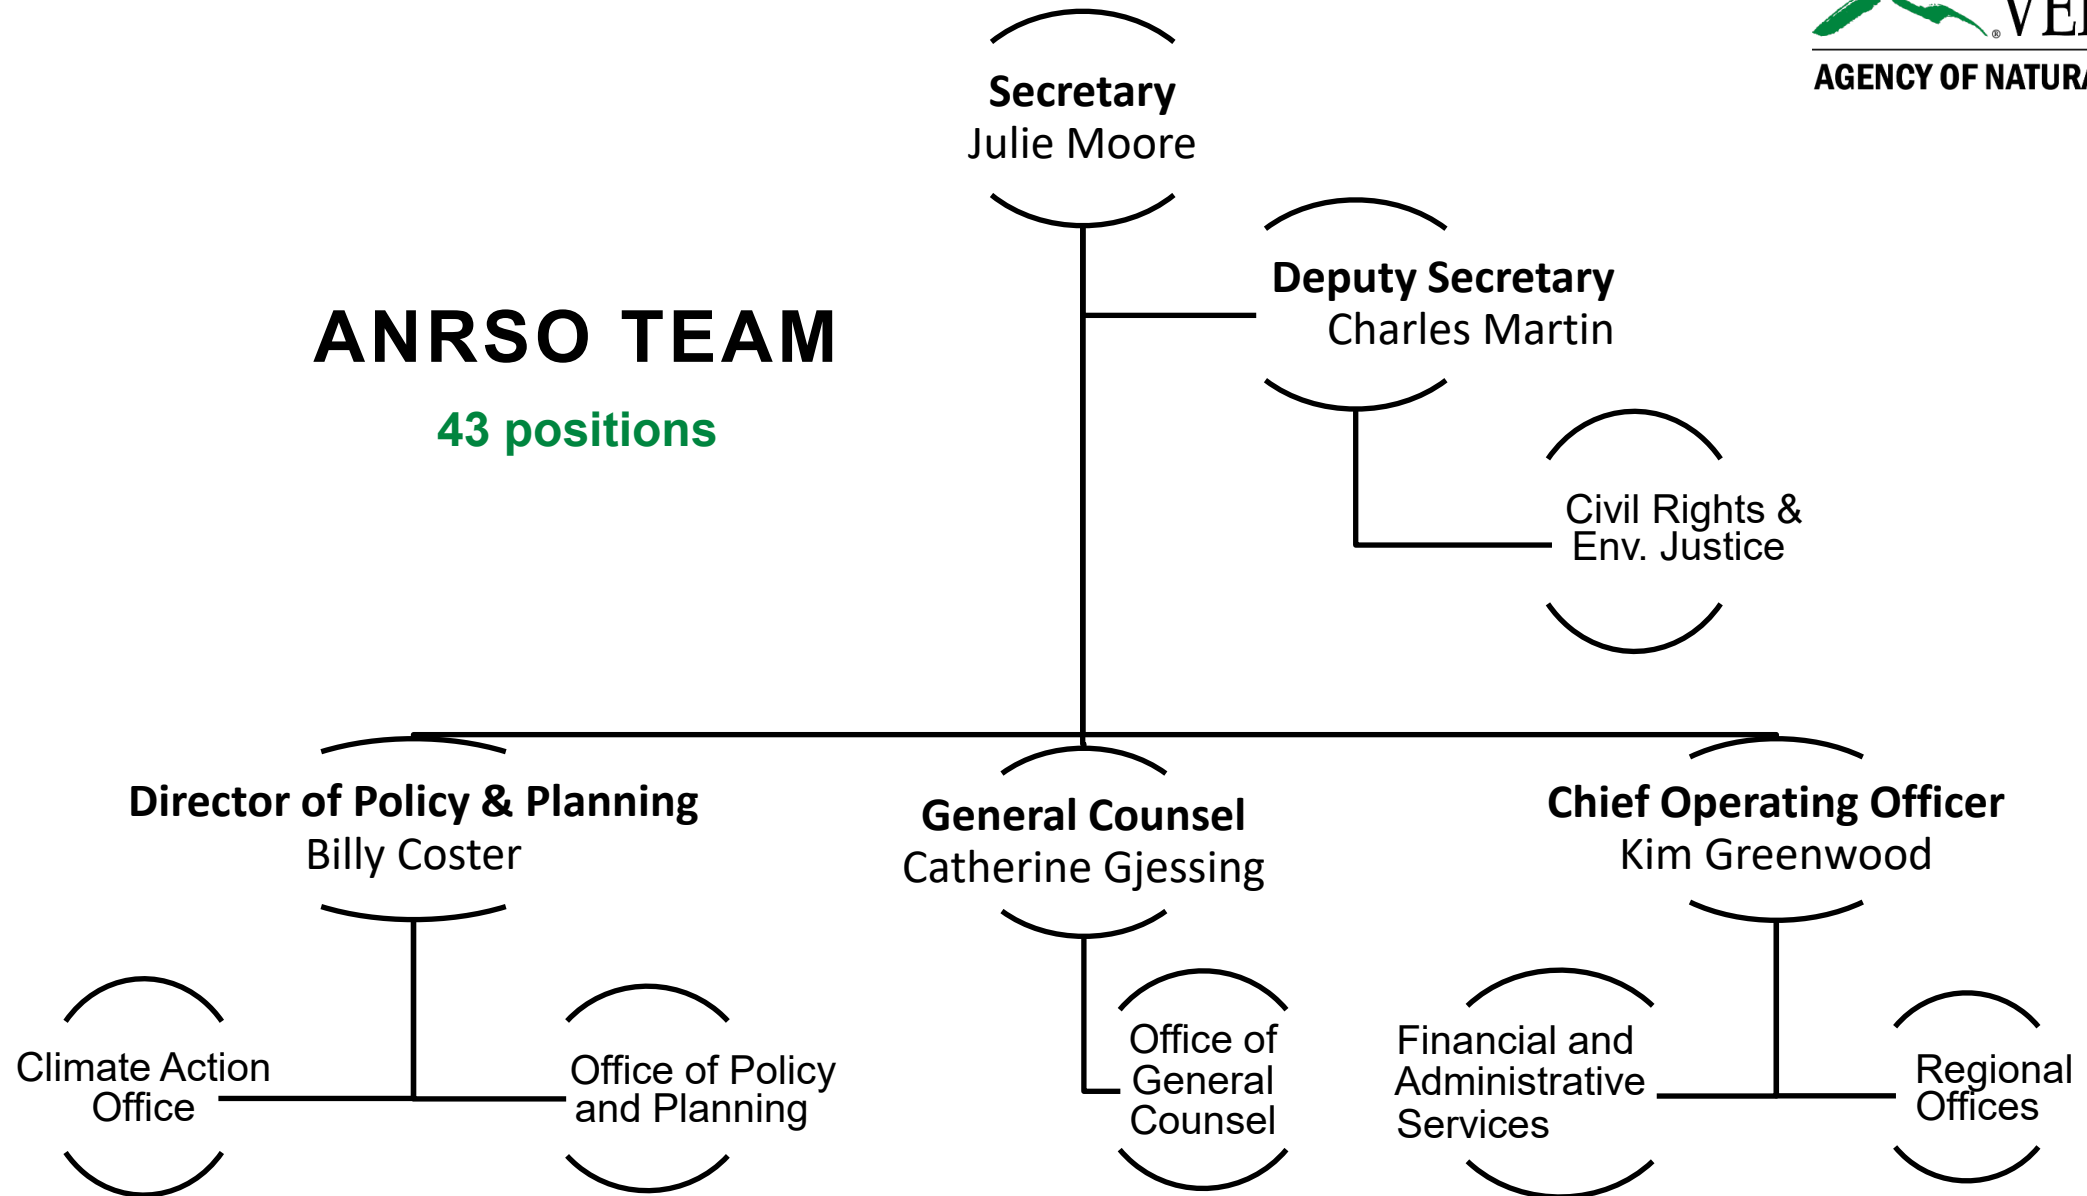 AGENCY OF NATURA
Secretary
Julie Moore
Deputy Secretary
Charles Martin
ANRSO TEAM
43 positions
Civil Rights &
Env. Justice
Director of Policy & Planning
Billy Coster
General Counsel
Catherine Gjessing
Chief Operating Officer
Kim Greenwood
Climate Action
Office
Office of Policy
and Planning
Office of
General
Counsel
Financial and
Administrative
Services
Regional
Offices